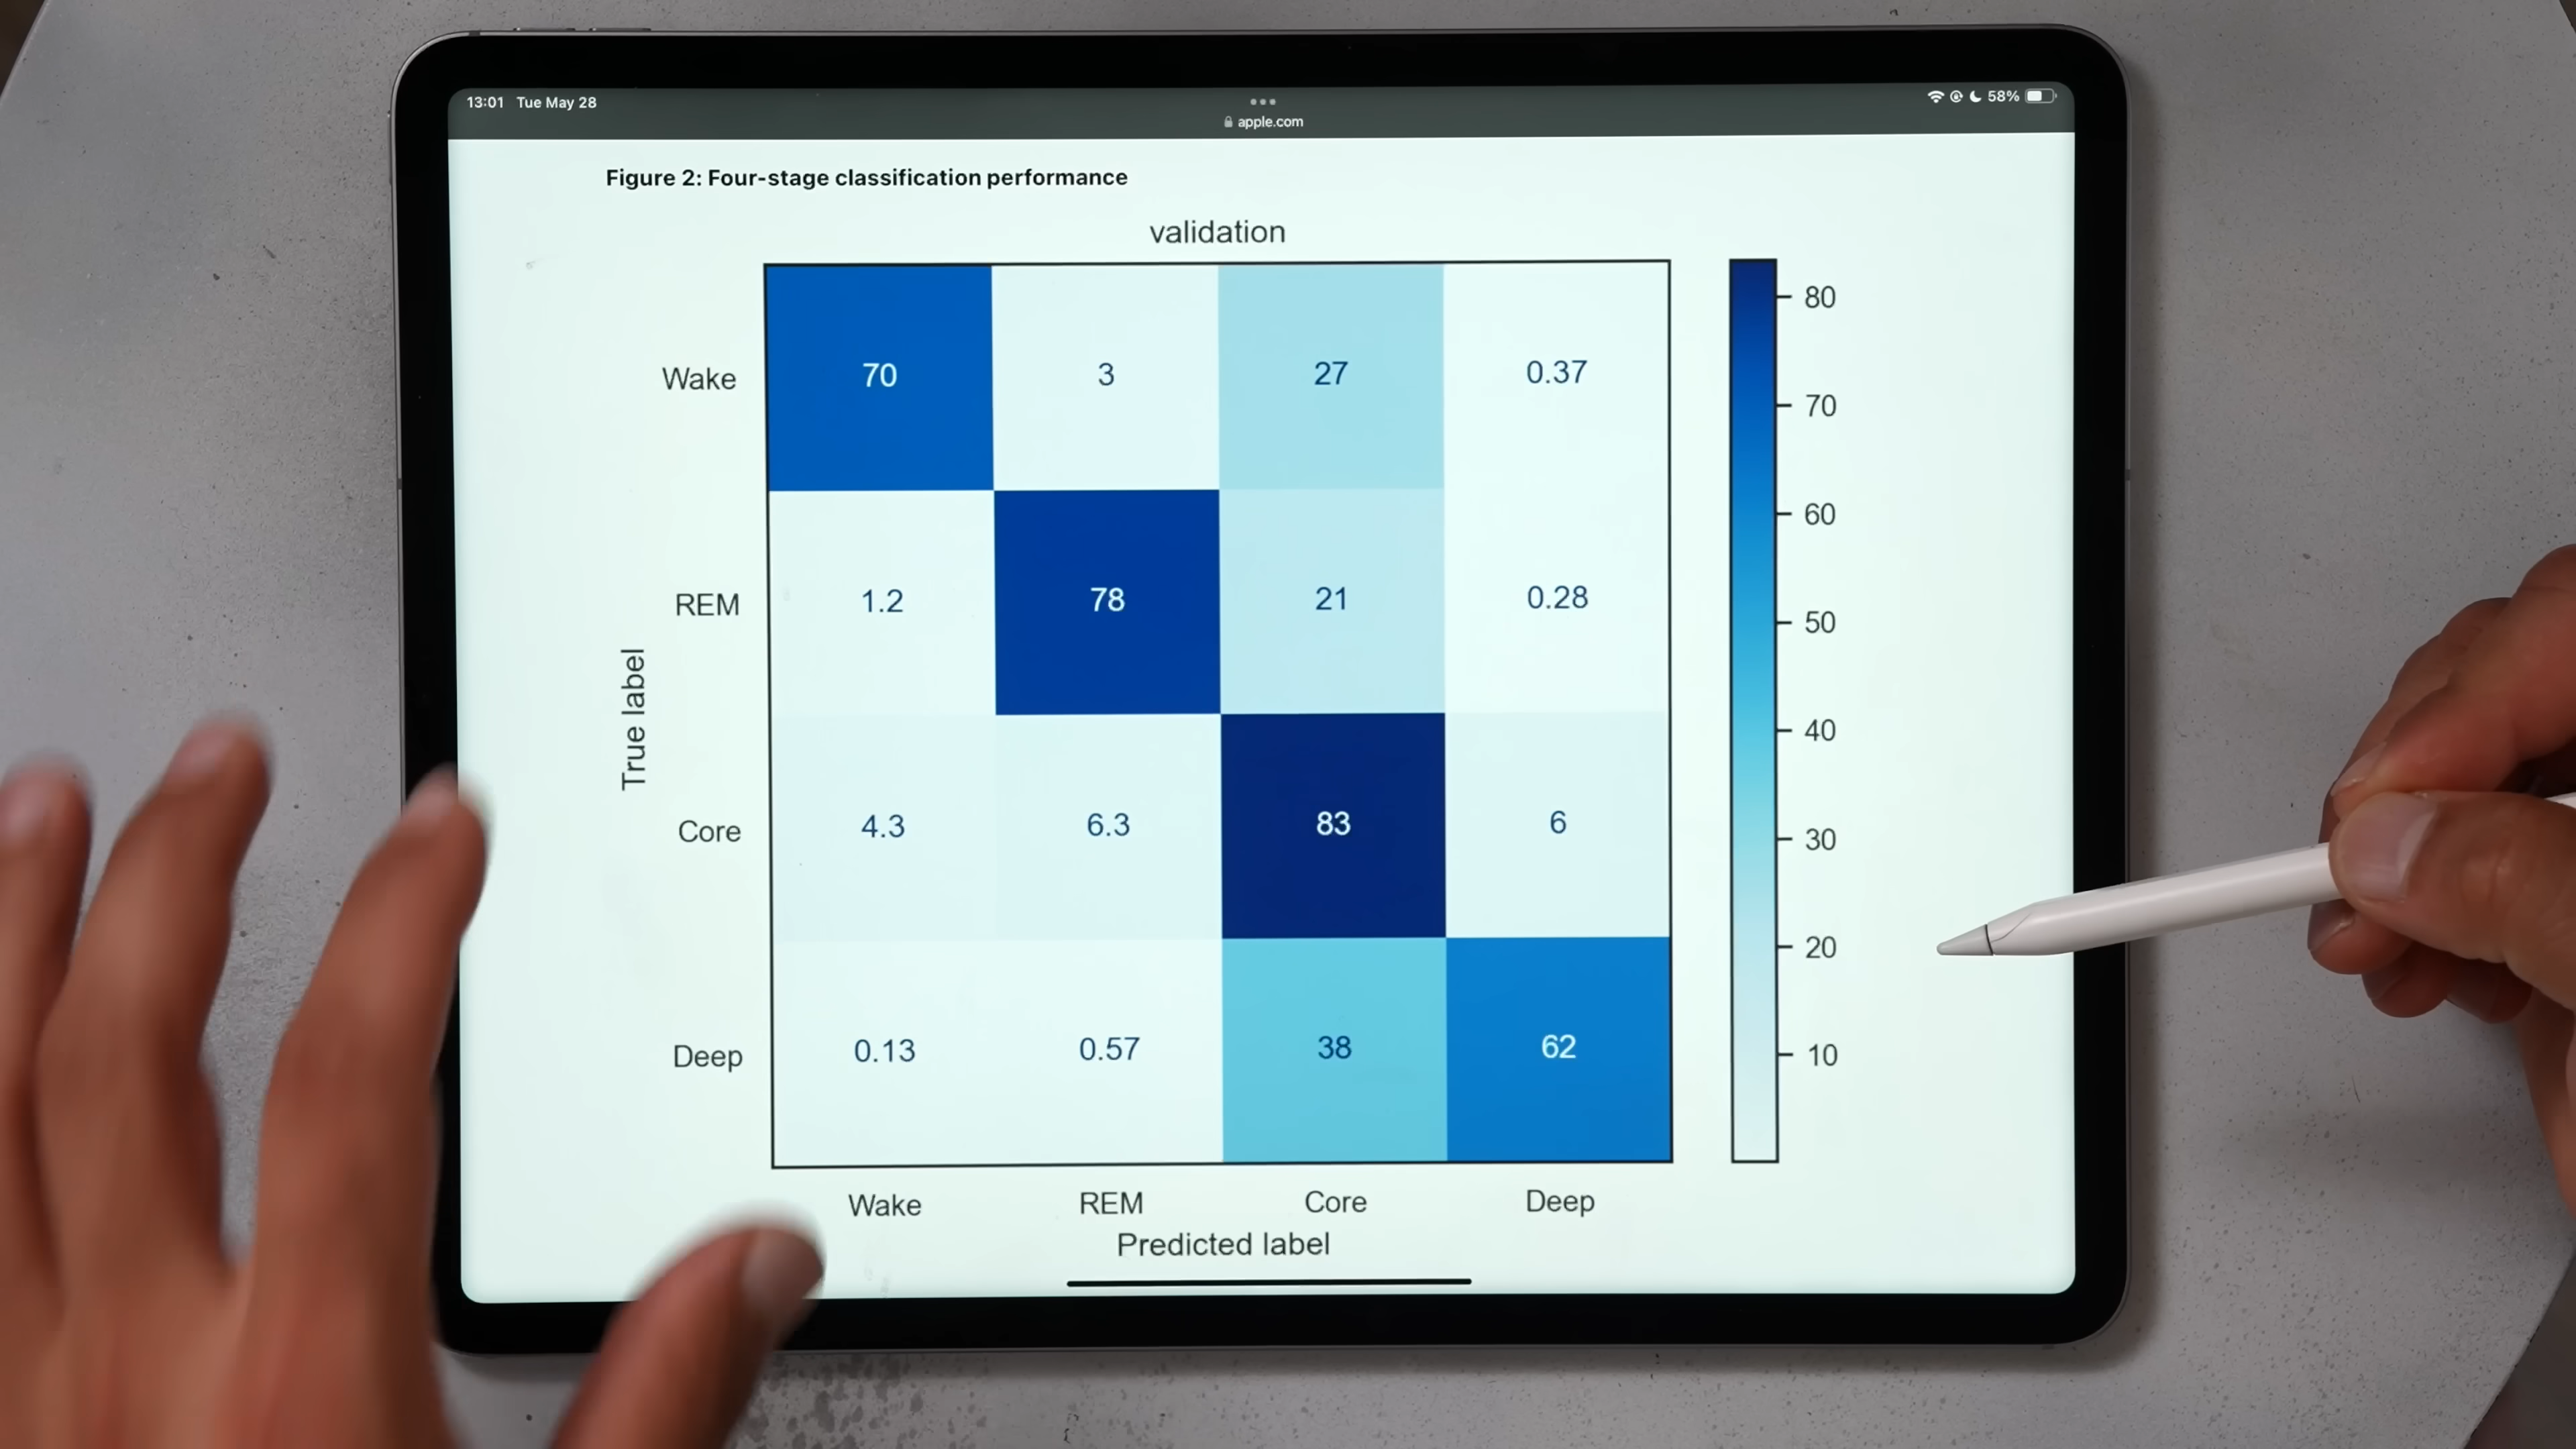 13:01 Tue May 28
58%
apple.com
Figure 2: Four-stage classification performance
validation
80
70
60
50
40
30
20
10
True label
Wake 70 3 27 0.37
REM 1.2 78 21 0.28
Core 4.3 6.3 83 6
Deep 0.13 0.57 38 62
Wake REM Core Deep
Predicted label